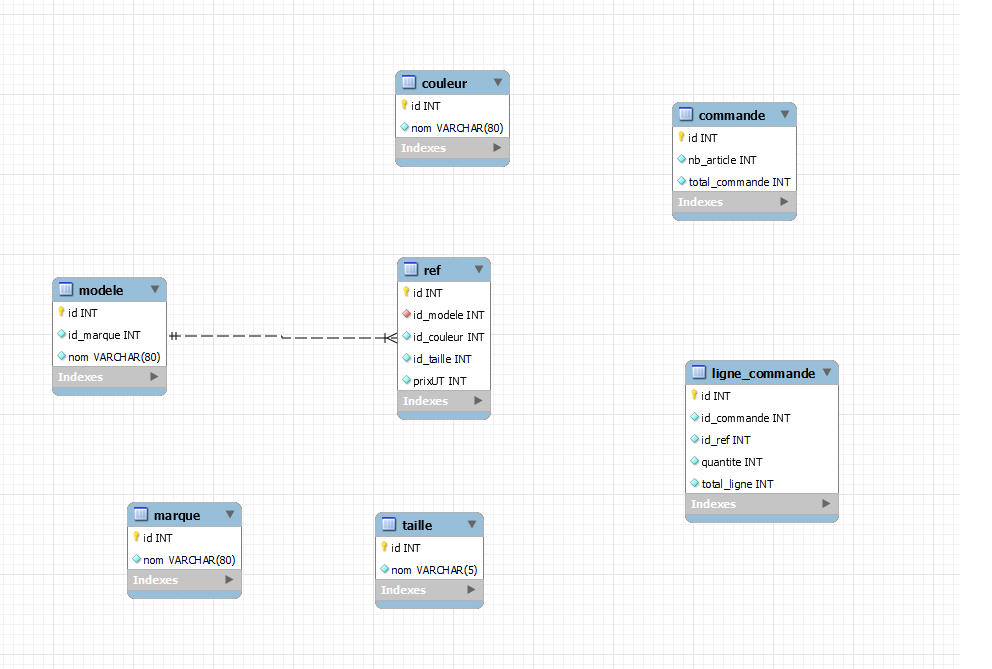 couleur
id INT
nom VARCHAR(80)
Indexes
commande
id INT
nb_article INT
total_commande INT
Indexes
modele
id INT
id_marque INT
nom VARCHAR(80)
Indexes
ref
id INT
id_modele INT
id_couleur INT
id_taille INT
prixUT INT
Indexes
ligne_commande
id INT
id_commande INT
id_ref INT
quantite INT
total_ligne INT
Indexes
marque
id INT
nom VARCHAR(80)
Indexes
taille
id INT
nom VARCHAR(5)
Indexes